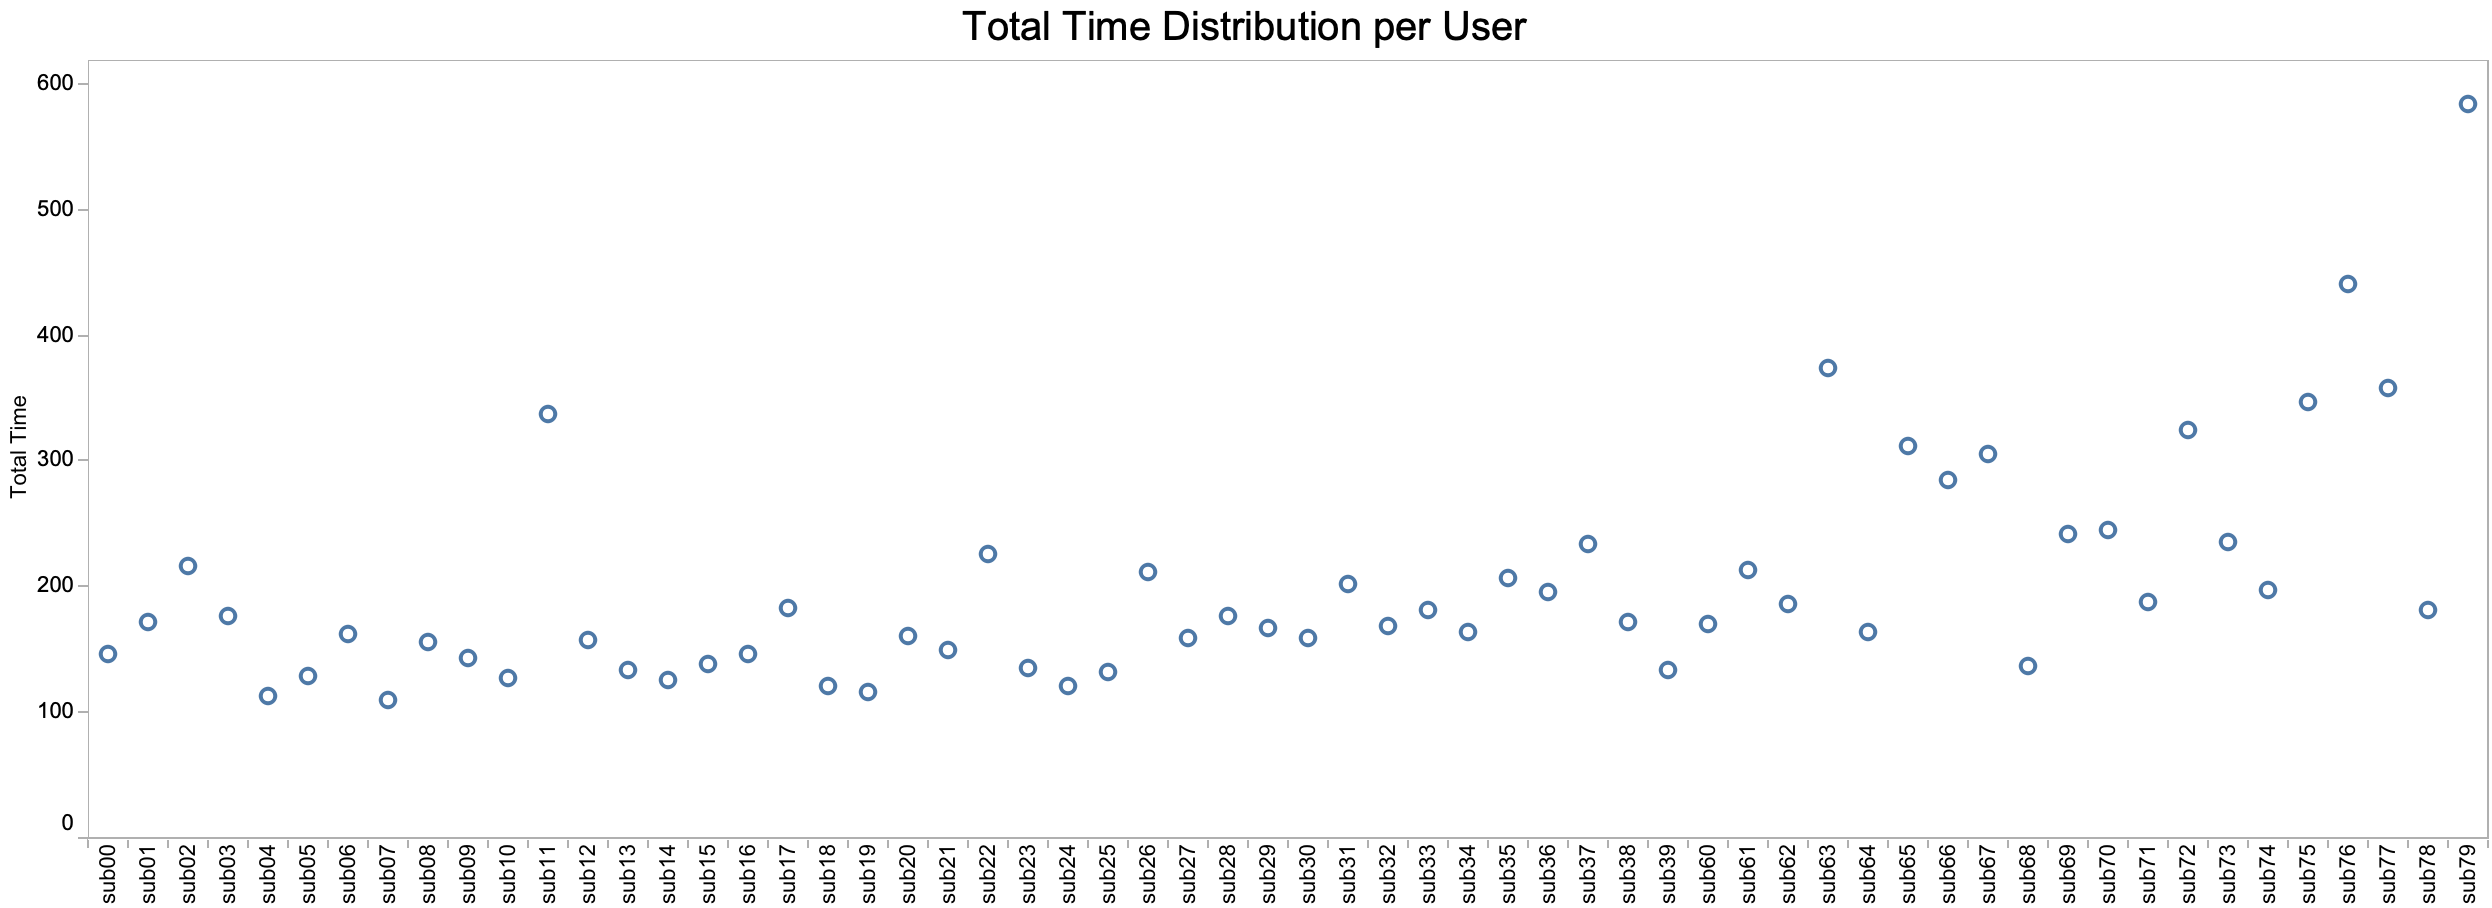 Total Time Distribution per User
600
500
400
300
200
100
0
Total Time
sub00
sub01
sub02
sub03
sub04
sub05
sub06
sub07
sub08
sub09
sub10
sub11
sub12
sub13
sub14
sub15
sub16
sub17
sub18
sub19
sub20
sub21
sub22
sub23
sub24
sub25
sub26
sub27
sub28
sub29
sub30
sub31
sub32
sub33
sub34
sub35
sub36
sub37
sub38
sub39
sub60
sub61
sub62
sub63
sub64
sub65
sub66
sub67
sub68
sub69
sub70
sub71
sub72
sub73
sub74
sub75
sub76
sub77
sub78
sub79